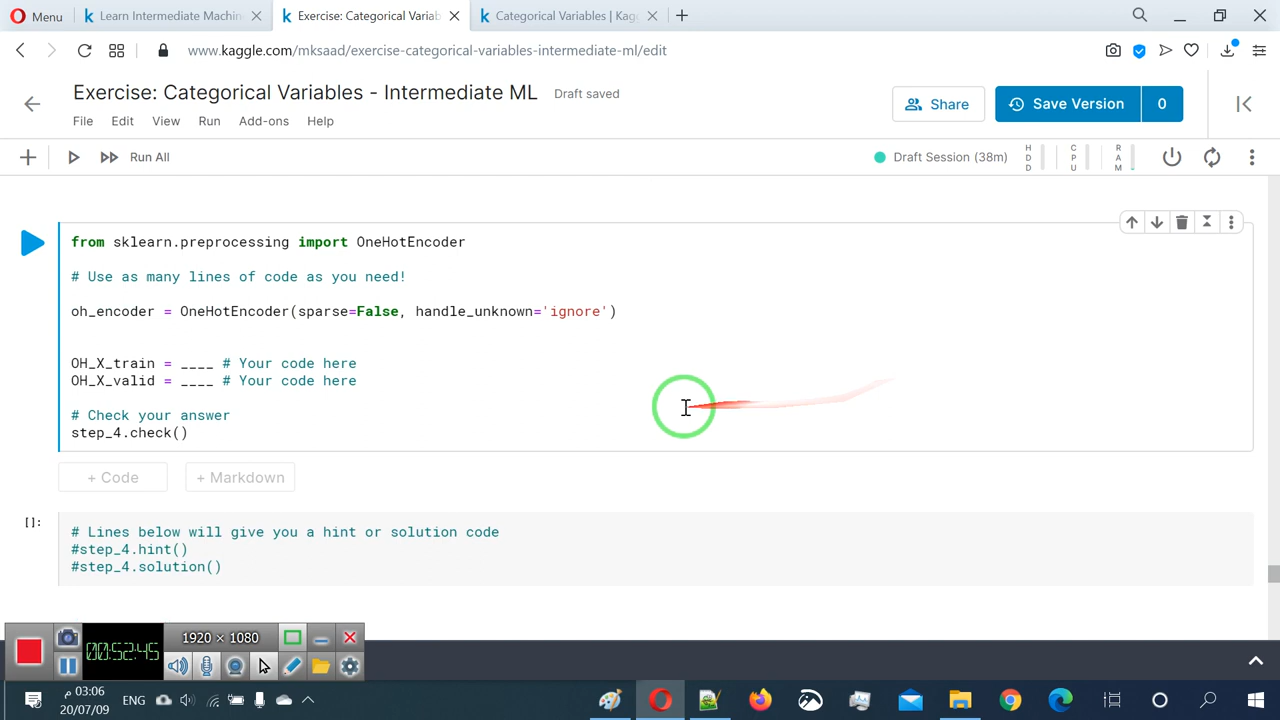 Menu
Learn Intermediate Machin
Exercise: Categorical Variab
Categorical Variables | Kagg
www.kaggle.com/mksaad/exercise-categorical-variables-intermediate-ml/edit
Exercise: Categorical Variables - Intermediate ML Draft saved
Share
Save Version
0
File Edit View Run Add-ons Help
Run All
Draft Session (38m)
HDD
CPU
RAM
from sklearn.preprocessing import OneHotEncoder
# Use as many lines of code as you need!
oh_encoder = OneHotEncoder(sparse=False, handle_unknown='ignore')
OH_X_train = ____ # Your code here
OH_X_valid = ____ # Your code here
# Check your answer
step_4.check()
+ Code
+ Markdown
[]:
# Lines below will give you a hint or solution code
#step_4.hint()
#step_4.solution()
1920 × 1080
00:52:45
03:06 م
ENG
20/07/09